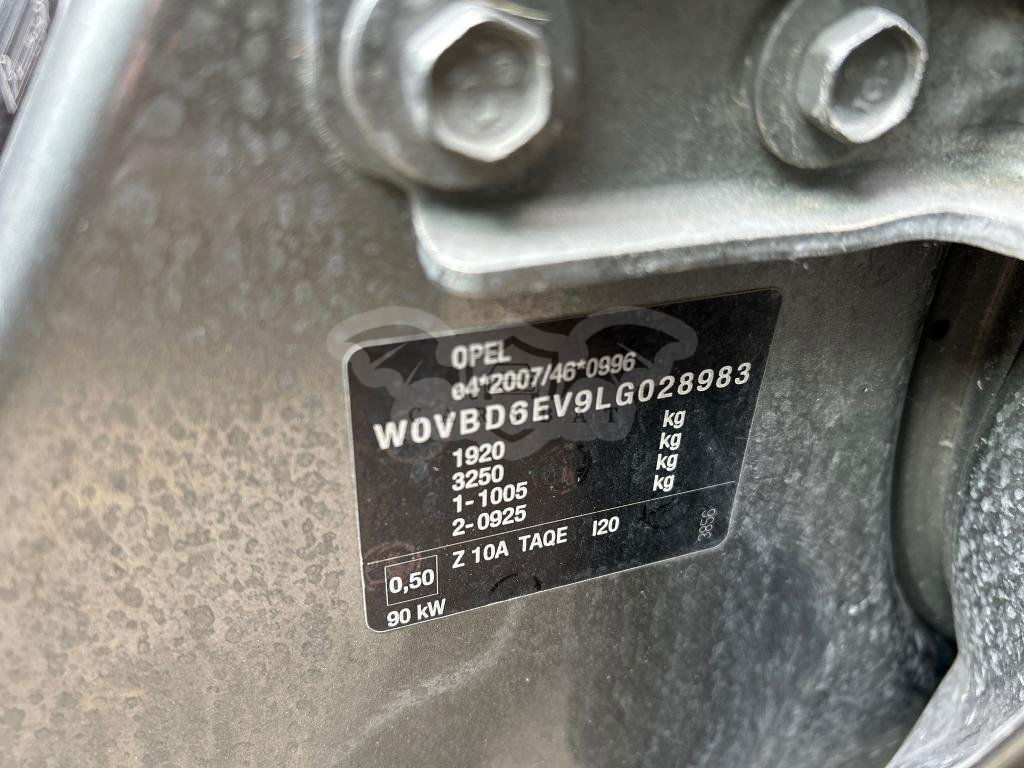 OPEL
04*2007/46*0996
W0VBD6EV9LG028983
1920 kg
3250 kg
1-1005 kg
2-0925 kg
Z 10A TAQE I20
0,50
90 kW
3856